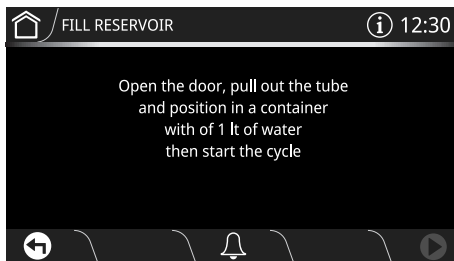 FILL RESERVOIR
12:30
Open the door, pull out the tube
and position in a container
with of 1 lt of water
then start the cycle